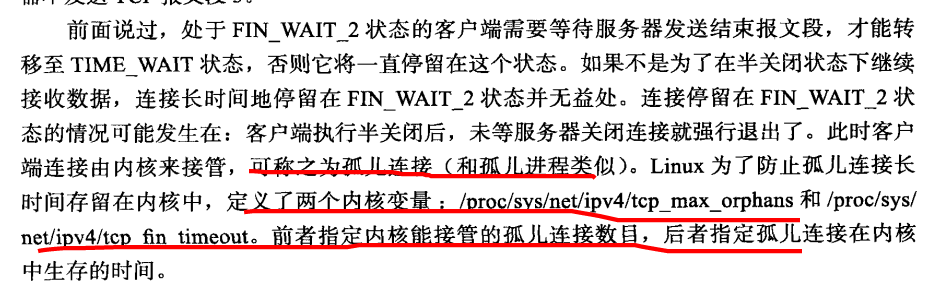 前面说过，处于 FIN_WAIT_2 状态的客户端需要等待服务器发送结束报文段，才能转
移至 TIME_WAIT 状态，否则它将一直停留在这个状态。如果不是为了在半关闭状态下继续
接收数据，连接长时间地停留在 FIN_WAIT_2 状态并无益处。连接停留在 FIN_WAIT_2 状
态的情况可能发生在：客户端执行半关闭后，未等服务器关闭连接就强行退出了。此时客户
端连接由内核来接管，可称之为孤儿连接（和孤儿进程类似）。Linux 为了防止孤儿连接长
时间存留在内核中，定义了两个内核变量：/proc/sys/net/ipv4/tcp_max_orphans 和 /proc/sys/
net/ipv4/tcp_fin_timeout。前者指定内核能接管的孤儿连接数目，后者指定孤儿连接在内核
中生存的时间。